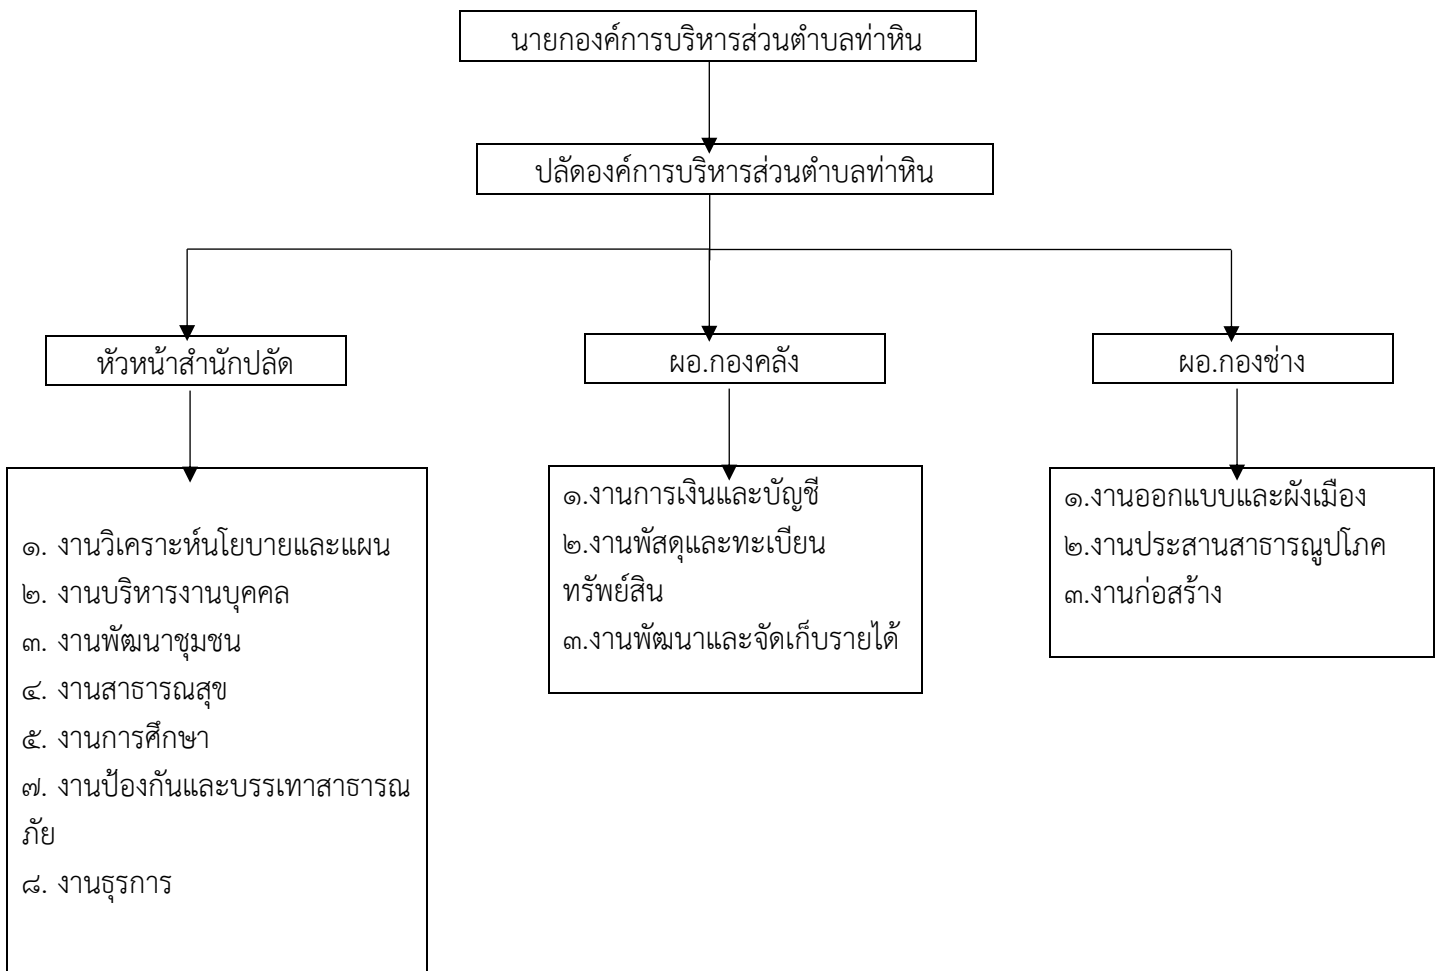 นายกองค์การบริหารส่วนตำบลท่าหิน
ปลัดองค์การบริหารส่วนตำบลท่าหิน
หัวหน้าสำนักปลัด
ผอ.กองคลัง
ผอ.กองช่าง
๑. งานวิเคราะห์นโยบายและแผน
๒. งานบริหารงานบุคคล
๓. งานพัฒนาชุมชน
๔. งานสาธารณสุข
๕. งานการศึกษา
๗. งานป้องกันและบรรเทาสาธารณ
ภัย
๘. งานธุรการ
๑.งานการเงินและบัญชี
๒.งานพัสดุและทะเบียน
ทรัพย์สิน
๓.งานพัฒนาและจัดเก็บรายได้
๑.งานออกแบบและผังเมือง
๒.งานประสานสาธารณูปโภค
๓.งานก่อสร้าง